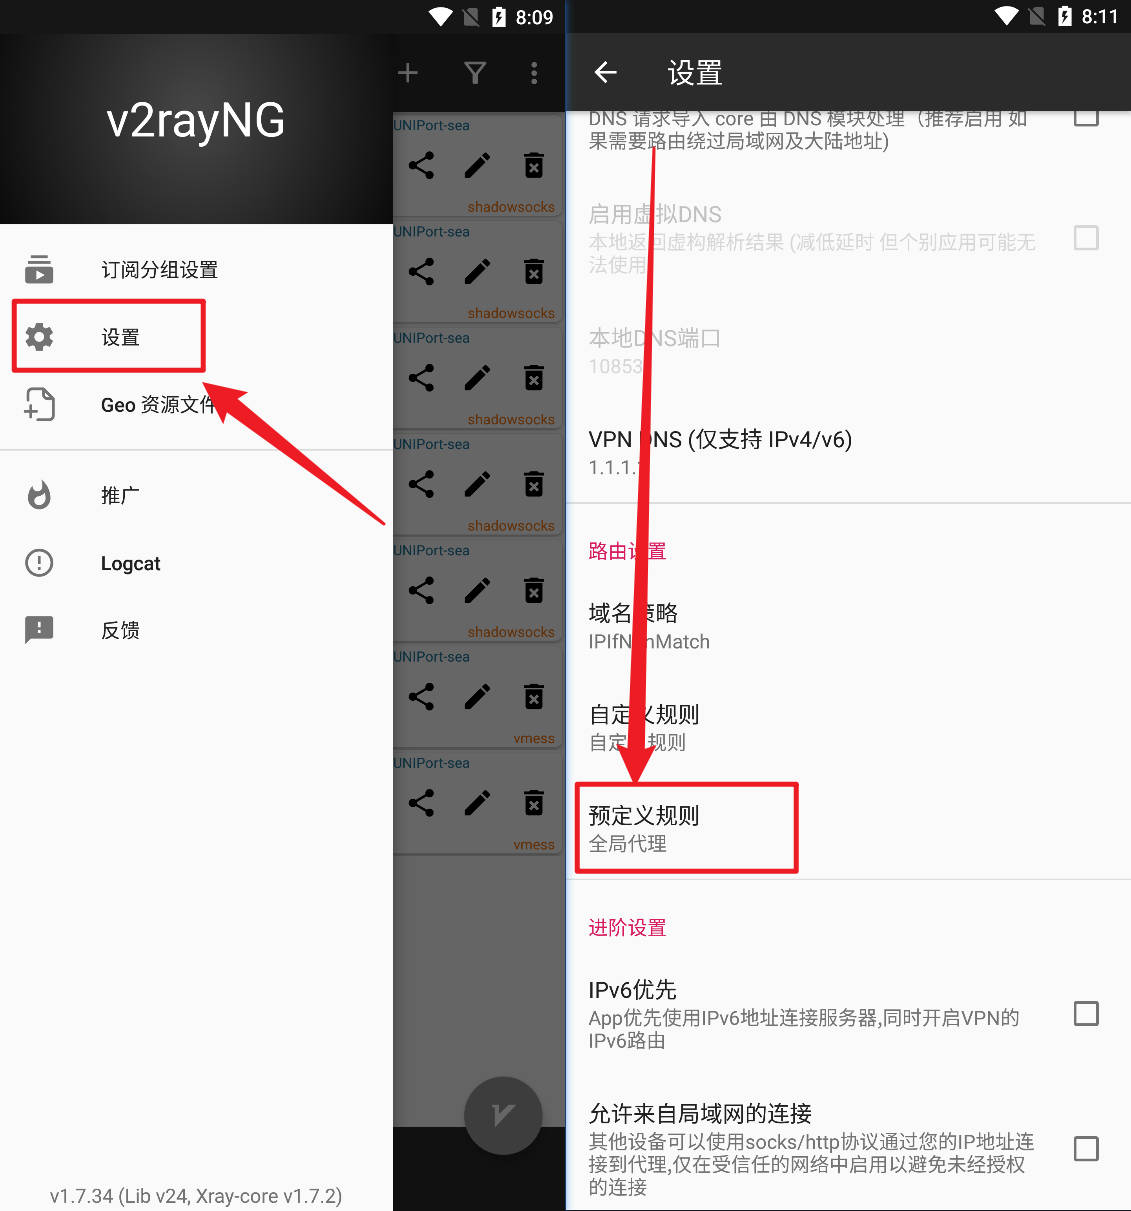 8:09
v2rayNG
订阅分组设置
设置
Geo 资源文件
推广
Logcat
反馈
v1.7.34 (Lib v24, Xray-core v1.7.2)
UNIPort-sea
shadowsocks
UNIPort-sea
shadowsocks
UNIPort-sea
shadowsocks
UNIPort-sea
shadowsocks
UNIPort-sea
shadowsocks
UNIPort-sea
vmess
UNIPort-sea
vmess
8:11
设置
DNS 请求导入 core 由 DNS 模块处理（推荐启用 如
果需要路由绕过局域网及大陆地址)
启用虚拟DNS
本地返回虚构解析结果 (减低延时 但个别应用可能无
法使用
本地DNS端口
10853
VPN DNS (仅支持 IPv4/v6)
1.1.1.
路由设置
域名策略
IPIfNonMatch
自定义规则
自定义规则
预定义规则
全局代理
进阶设置
IPv6优先
App优先使用IPv6地址连接服务器,同时开启VPN的
IPv6路由
允许来自局域网的连接
其他设备可以使用socks/http协议通过您的IP地址连
接到代理,仅在受信任的网络中启用以避免未经授权
的连接